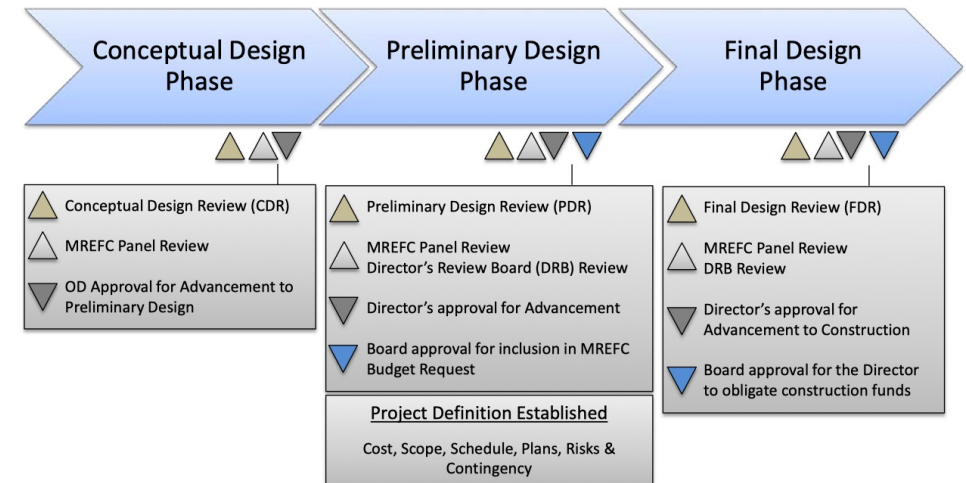 Conceptual Design
Phase
Preliminary Design
Phase
Final Design
Phase
Conceptual Design Review (CDR)
MREFC Panel Review
OD Approval for Advancement to
Preliminary Design
Preliminary Design Review (PDR)
MREFC Panel Review
Director's Review Board (DRB) Review
Director's approval for Advancement
Board approval for inclusion in MREFC
Budget Request
Project Definition Established
Cost, Scope, Schedule, Plans, Risks &
Contingency
Final Design Review (FDR)
MREFC Panel Review
DRB Review
Director's approval for
Advancement to Construction
Board approval for the Director
to obligate construction funds